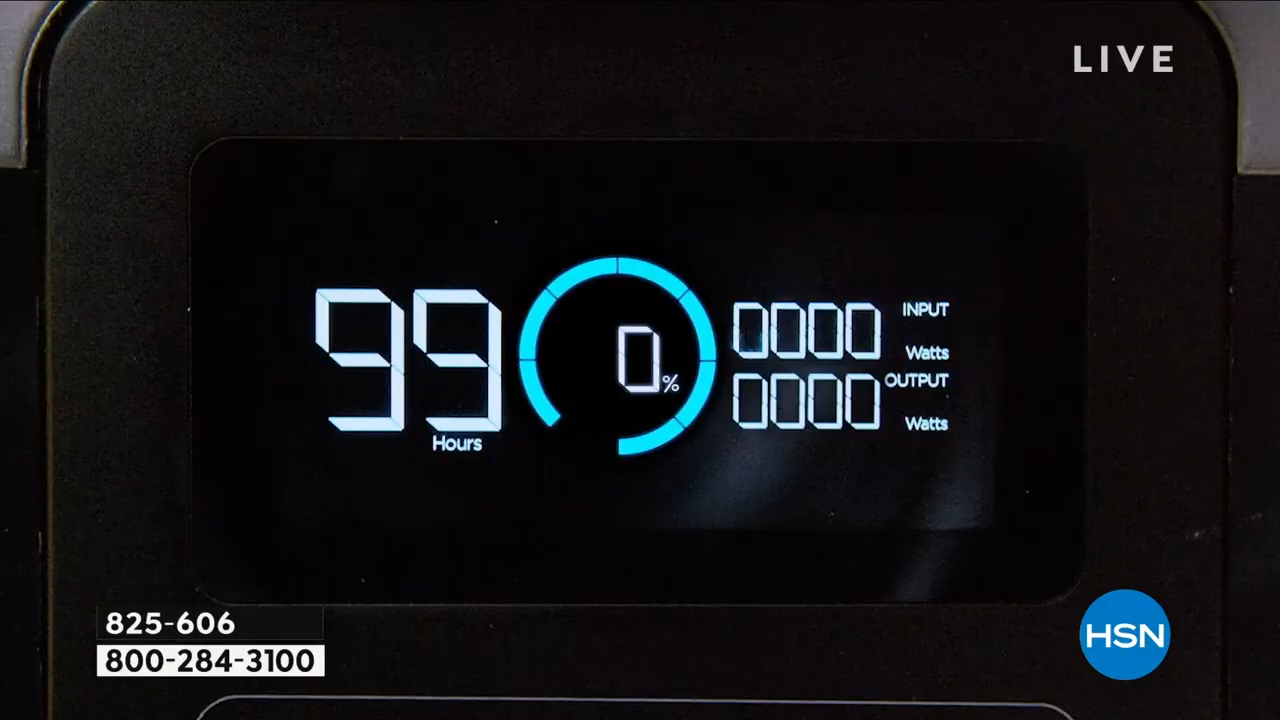 LIVE
99
Hours
0%
0000 INPUT
Watts
0000 OUTPUT
Watts
825-606
800-284-3100
HSN